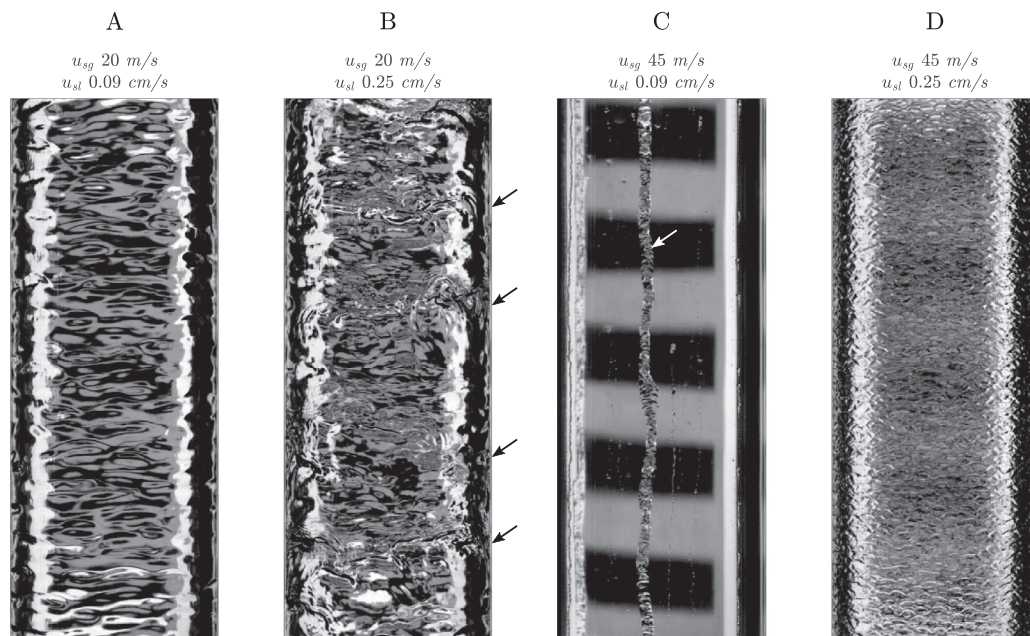 A
u_sg 20 m/s
u_sl 0.09 cm/s
B
u_sg 20 m/s
u_sl 0.25 cm/s
C
u_sg 45 m/s
u_sl 0.09 cm/s
D
u_sg 45 m/s
u_sl 0.25 cm/s